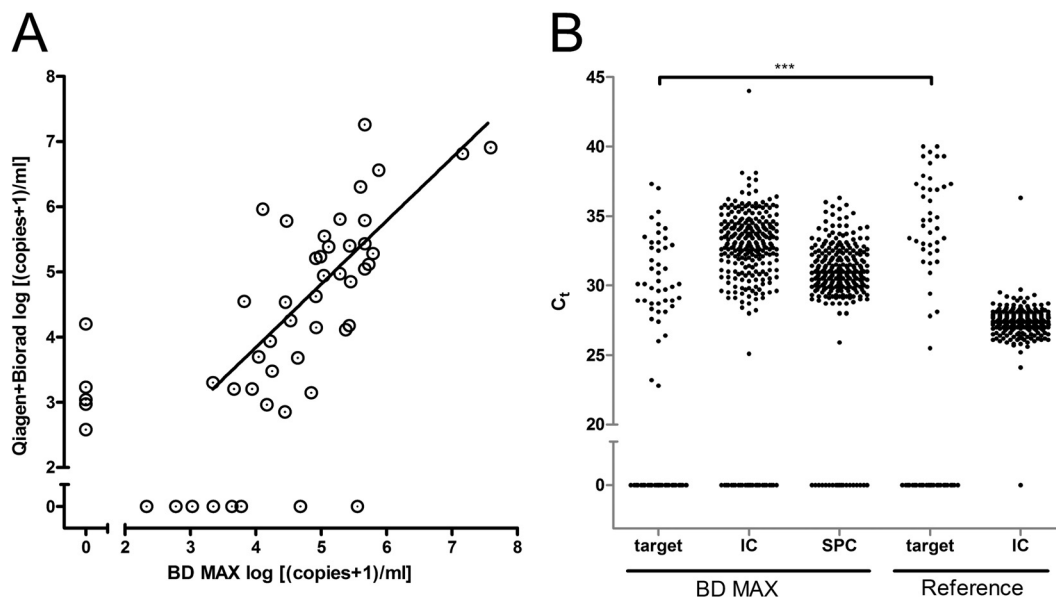 A
B
8
7
6
5
4
3
2
0
Qiagen+Biorad log [(copies+1)/ml]
0 2 3 4 5 6 7 8
BD MAX log [(copies+1)/ml]
***
45
40
35
30
25
20
0
Ct
target IC SPC target IC
BD MAX Reference